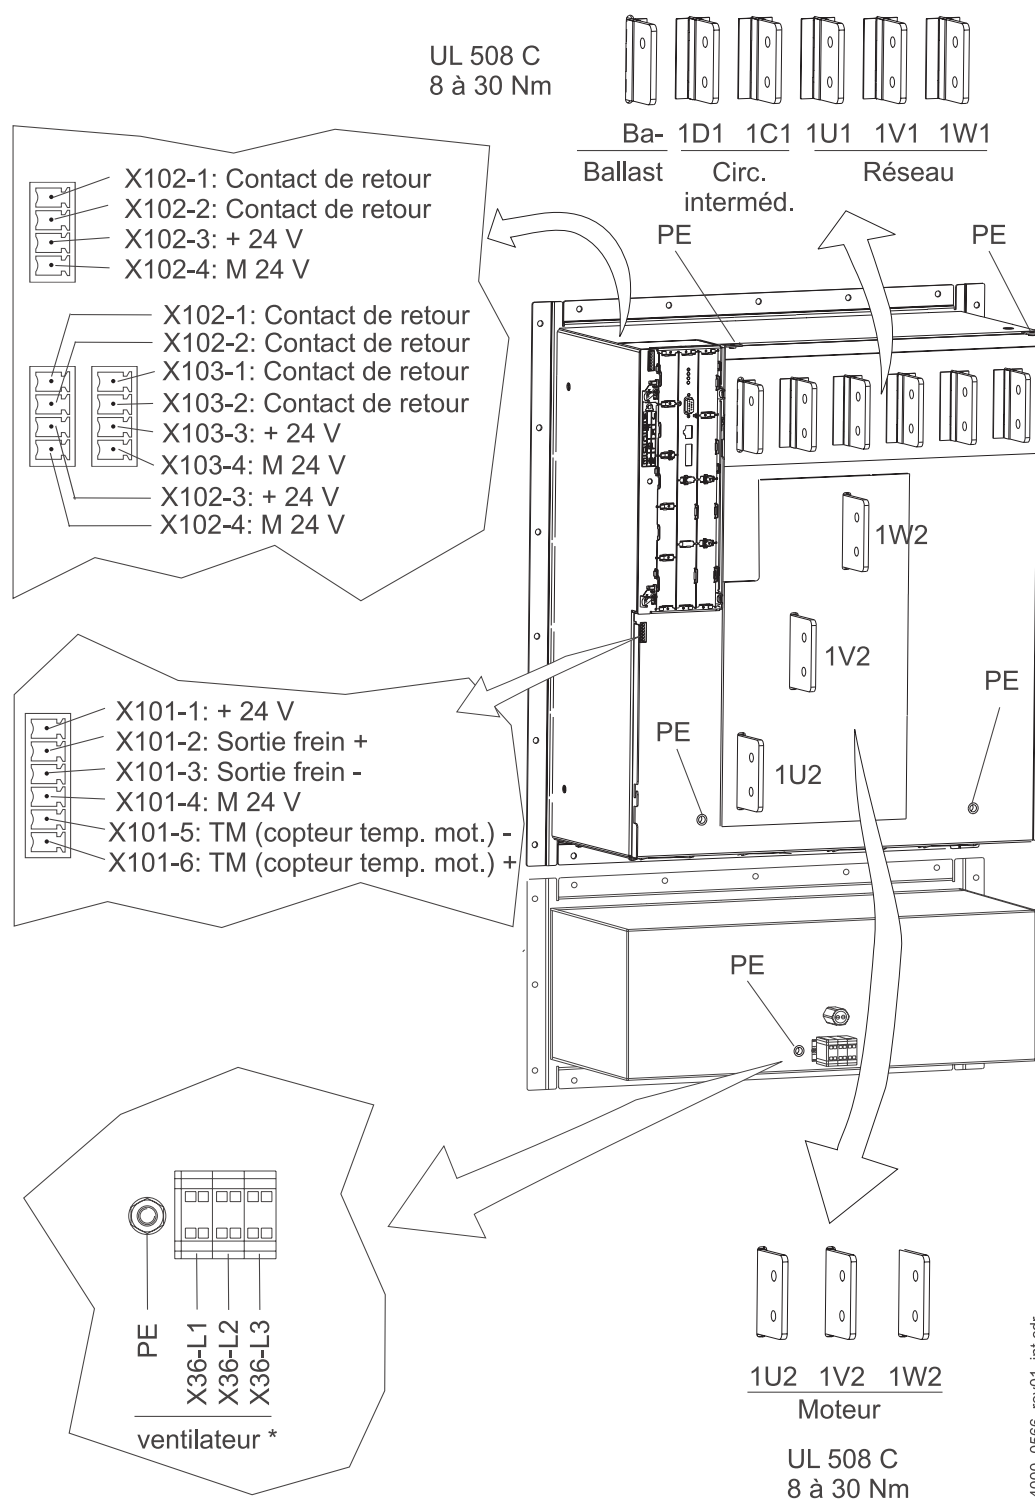 UL 508 C
8 à 30 Nm
Ba- 1D1 1C1 1U1 1V1 1W1
Ballast Circ. interméd. Réseau
PE PE
X102-1: Contact de retour
X102-2: Contact de retour
X102-3: + 24 V
X102-4: M 24 V
X102-1: Contact de retour
X102-2: Contact de retour
X103-1: Contact de retour
X103-2: Contact de retour
X103-3: + 24 V
X103-4: M 24 V
X102-3: + 24 V
X102-4: M 24 V
1W2
1V2
1U2
PE
PE
X101-1: + 24 V
X101-2: Sortie frein +
X101-3: Sortie frein -
X101-4: M 24 V
X101-5: TM (copteur temp. mot.) -
X101-6: TM (copteur temp. mot.) +
PE
PE
X36-L1
X36-L2
X36-L3
ventilateur *
1U2 1V2 1W2
Moteur
UL 508 C
8 à 30 Nm